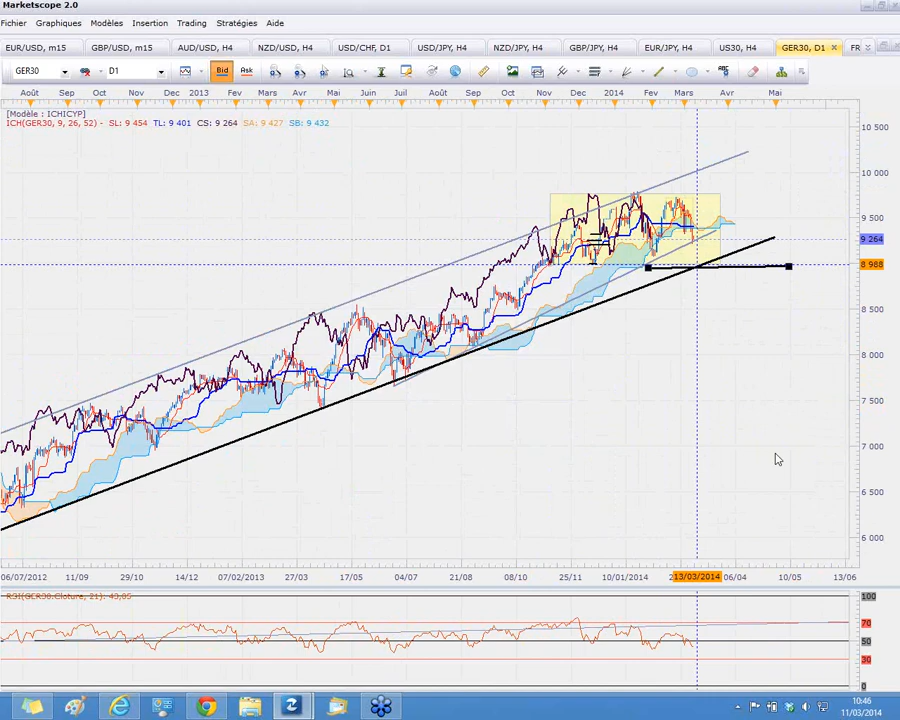 Marketscope 2.0
Fichier Graphiques Modèles Insertion Trading Stratégies Aide
EUR/USD, m15 GBP/USD, m15 AUD/USD, H4 NZD/USD, H4 USD/CHF, D1 USD/JPY, H4 NZD/JPY, H4 GBP/JPY, H4 EUR/JPY, H4 US30, H4 GER30, D1 FR
GER30 D1 Bid Ask ABC
Août Sep Oct Nov Dec 2013 Fev Mars Avr Mai Juin Juil Août Sep Oct Nov Dec 2014 Fev Mars Avr Mai
[Modèle : ICHICYP]
ICH(GER30, 9, 26, 52) - SL: 9 454 TL: 9 401 CS: 9 264 SA: 9 427 SB: 9 432
10 500
10 000
9 500
9 264
8 988
8 500
8 000
7 500
7 000
6 500
6 000
06/07/2012 11/09 29/10 14/12 07/02/2013 27/03 17/05 04/07 21/08 08/10 25/11 10/01/2014 13/03/2014 06/04 10/05 13/06
RSI(GER30.Cloture, 21): 43,85
100
70
50
30
0
10:46
11/03/2014